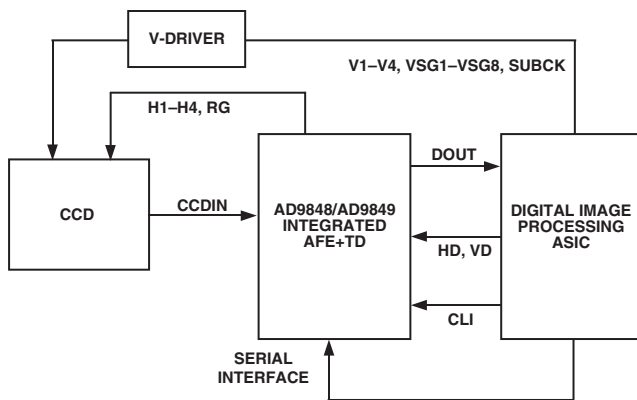 V-DRIVER
V1–V4, VSG1–VSG8, SUBCK
H1–H4, RG
DOUT
CCD
CCDIN
AD9848/AD9849
INTEGRATED
AFE+TD
DIGITAL IMAGE
PROCESSING
ASIC
HD, VD
CLI
SERIAL
INTERFACE